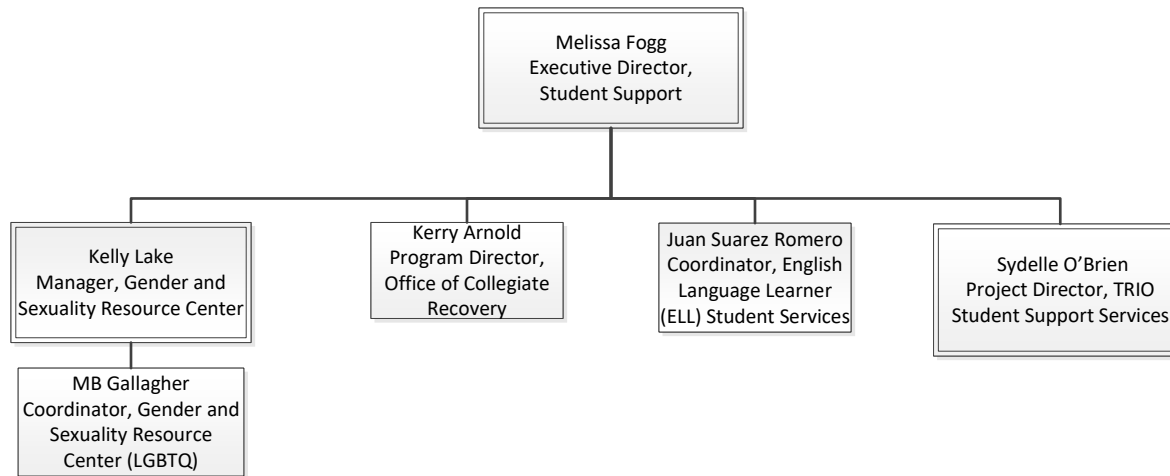 Melissa Fogg
Executive Director,
Student Support
Kelly Lake
Manager, Gender and
Sexuality Resource Center
Kerry Arnold
Program Director,
Office of Collegiate
Recovery
Juan Suarez Romero
Coordinator, English
Language Learner
(ELL) Student Services
Sydelle O’Brien
Project Director, TRIO
Student Support Services
MB Gallagher
Coordinator, Gender and
Sexuality Resource
Center (LGBTQ)